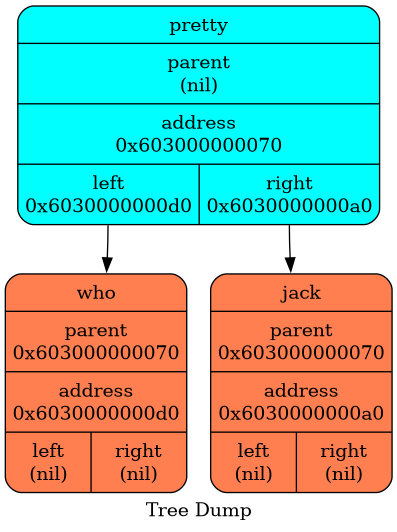 pretty
parent
(nil)
address
0x603000000070
left
0x6030000000d0
right
0x6030000000a0
who
parent
0x603000000070
address
0x6030000000d0
left
(nil)
right
(nil)
jack
parent
0x603000000070
address
0x6030000000a0
left
(nil)
right
(nil)
Tree Dump